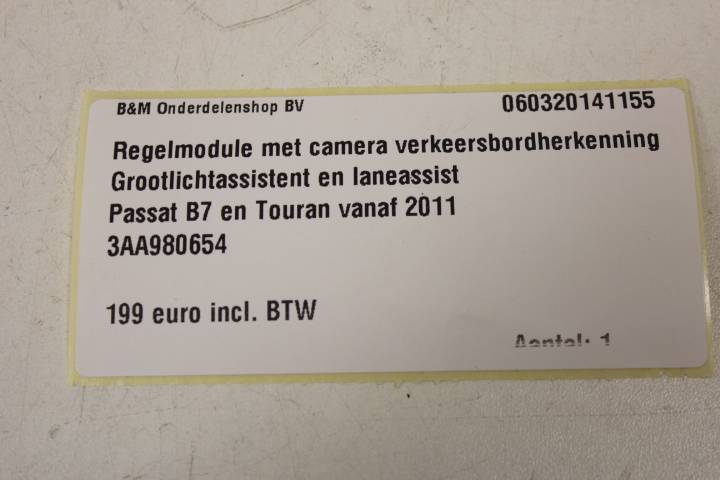 B&M Onderdelenshop BV 060320141155
Regelmodule met camera verkeersbordherkenning
Grootlichtassistent en laneassist
Passat B7 en Touran vanaf 2011
3AA980654
199 euro incl. BTW
Aantal: 1